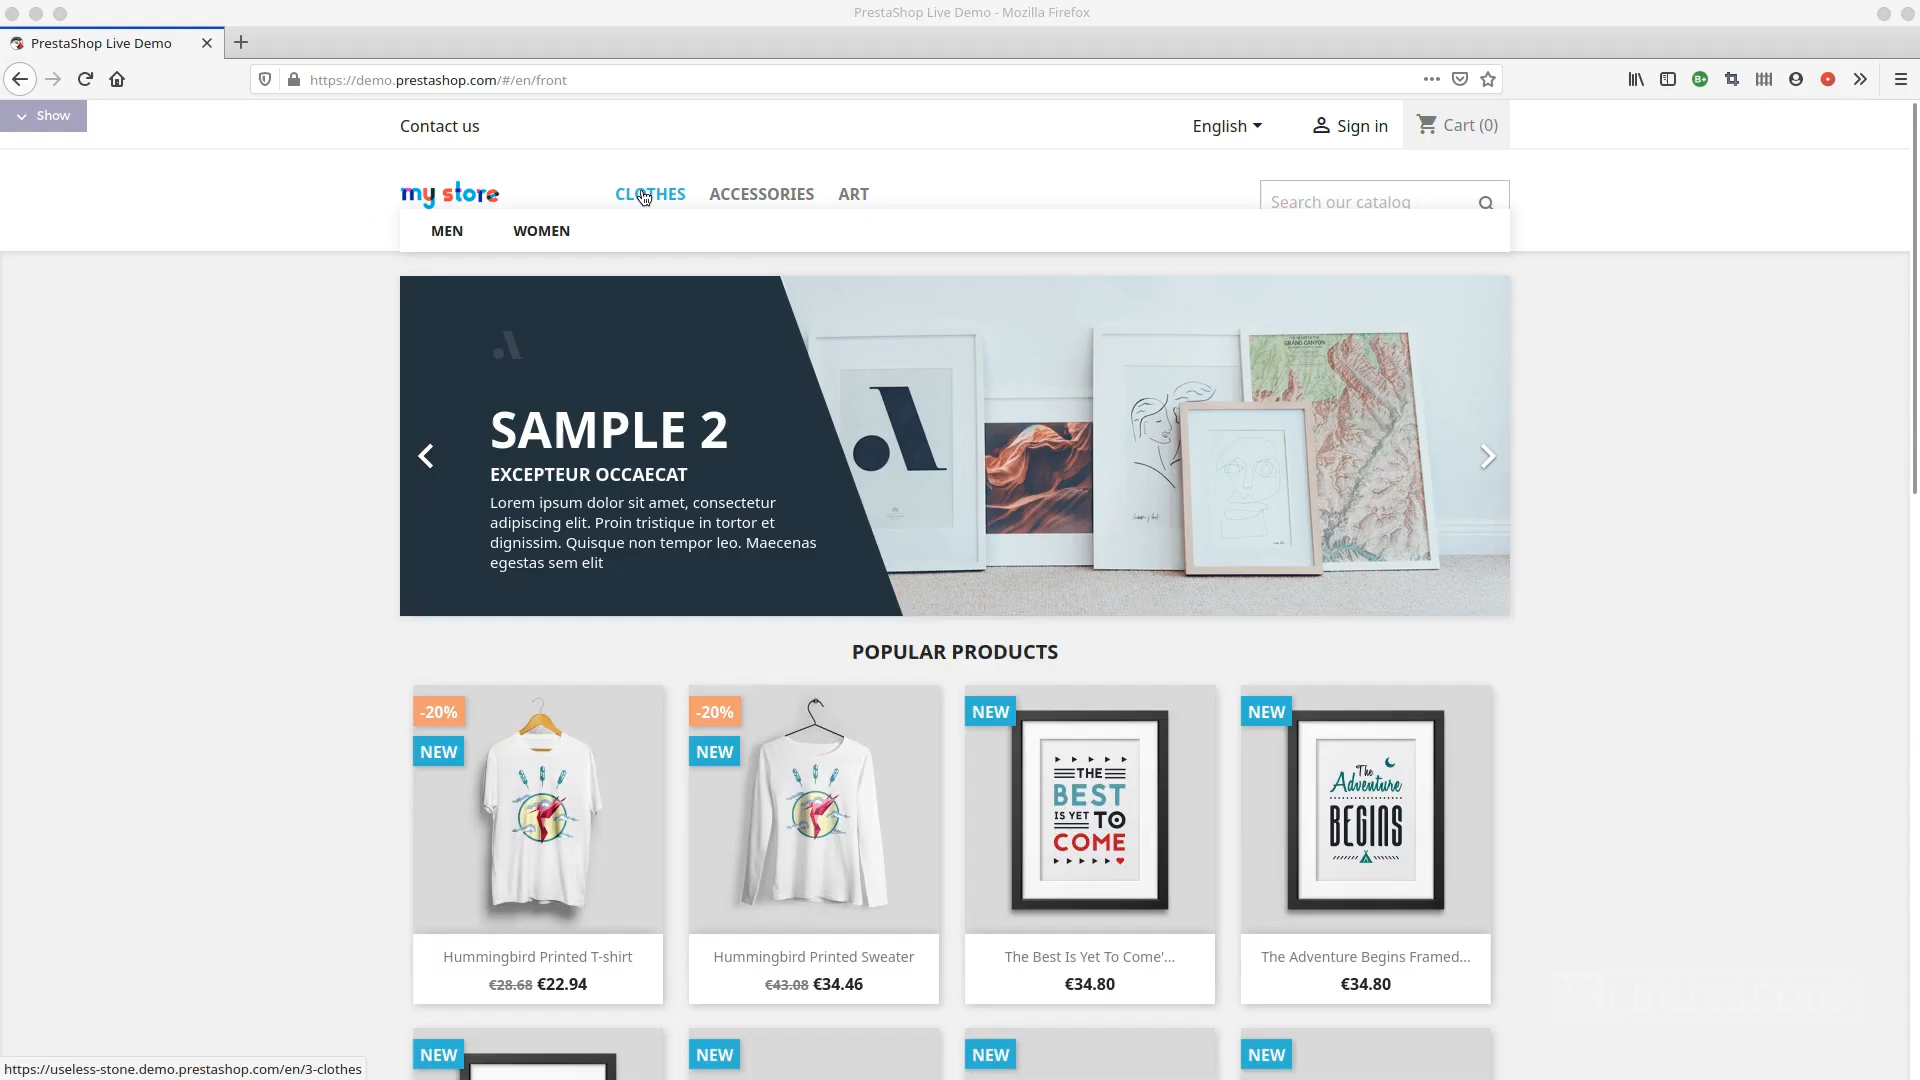 PrestaShop Live Demo - Mozilla Firefox
PrestaShop Live Demo
https://demo.prestashop.com/#/en/front
Show
Contact us
English
Sign in
Cart (0)
my store
CLOTHES
ACCESSORIES
ART
Search our catalog
MEN
WOMEN
SAMPLE 2
EXCEPTEUR OCCAECAT
Lorem ipsum dolor sit amet, consectetur
adipiscing elit. Proin tristique in tortor et
dignissim. Quisque non tempor leo. Maecenas
egestas sem elit
GRAND CANYON
POPULAR PRODUCTS
-20%
NEW
-20%
NEW
NEW
THE
BEST
IS YET TO
COME
NEW
The
Adventure
BEGINS
Hummingbird Printed T-shirt
€28.68 €22.94
Hummingbird Printed Sweater
€43.08 €34.46
The Best Is Yet To Come'...
€34.80
The Adventure Begins Framed...
€34.80
NEW
NEW
NEW
NEW
https://useless-stone.demo.prestashop.com/en/3-clothes